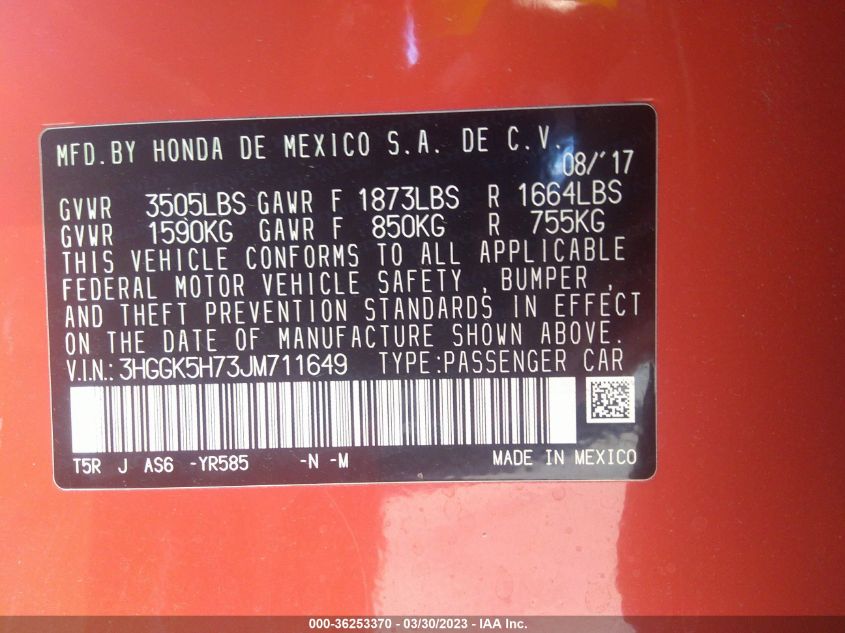 MFD.BY HONDA DE MEXICO S.A. DE C.V.
08/'17
GVWR 3505LBS GAWR F 1873LBS R 1664LBS
GVWR 1590KG GAWR F 850KG R 755KG
THIS VEHICLE CONFORMS TO ALL APPLICABLE
FEDERAL MOTOR VEHICLE SAFETY , BUMPER ,
AND THEFT PREVENTION STANDARDS IN EFFECT
ON THE DATE OF MANUFACTURE SHOWN ABOVE.
V.I.N.: 3HGGK5H73JM711649 TYPE:PASSENGER CAR
T5R J AS6 -YR585 -N -M MADE IN MEXICO
000-36253370 - 03/30/2023 - IAA Inc.